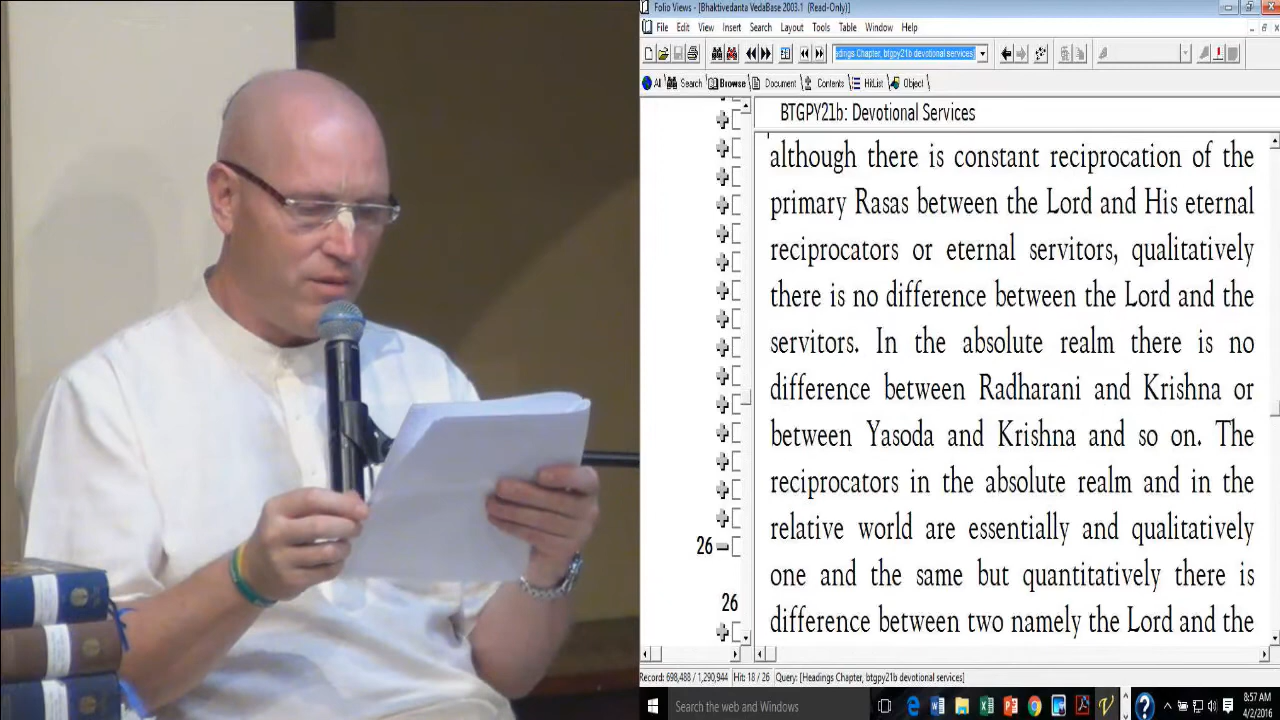 Folio Views - [Bhaktivedanta VedaBase 2003.1 (Read-Only)]
File Edit View Insert Search Layout Tools Table Window Help
adings Chapter, btgpy21b devotional services]
All Search Browse Document Contents HitList Object
BTGPY21b: Devotional Services
although there is constant reciprocation of the
primary Rasas between the Lord and His eternal
reciprocators or eternal servitors, qualitatively
there is no difference between the Lord and the
servitors. In the absolute realm there is no
difference between Radharani and Krishna or
between Yasoda and Krishna and so on. The
reciprocators in the absolute realm and in the
relative world are essentially and qualitatively
one and the same but quantitatively there is
difference between two namely the Lord and the
26
26
Record: 698,488 / 1,290,944 Hit: 18 / 26 Query: [Headings Chapter, btgpy21b devotional services]
Search the web and Windows
8:57 AM
4/2/2016